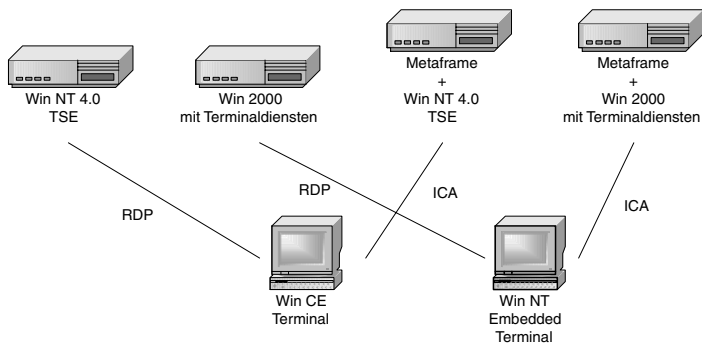 Metaframe
+
Win NT 4.0
TSE
Metaframe
+
Win 2000
mit Terminaldiensten
Win NT 4.0
TSE
Win 2000
mit Terminaldiensten
RDP
RDP
ICA
ICA
Win CE
Terminal
Win NT
Embedded
Terminal